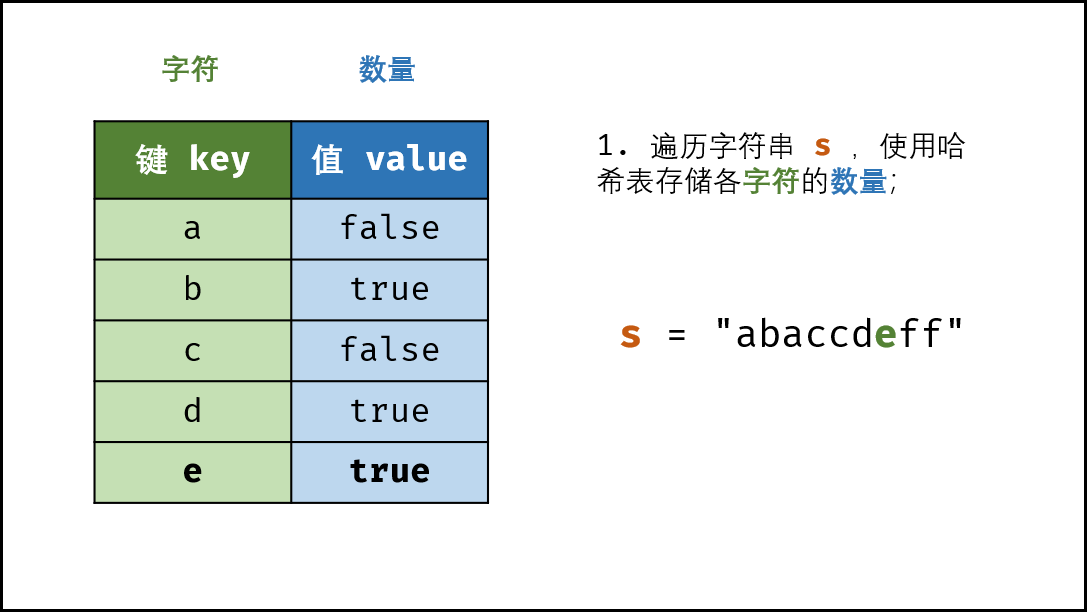 字符 数量
键 key 值 value
a false
b true
c false
d true
e true
1. 遍历字符串 s , 使用哈
希表存储各字符的数量;
s = "abaccdeff"